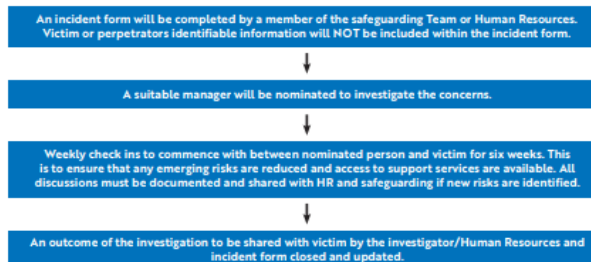 An incident form will be completed by a member of the safeguarding Team or Human Resources.
Victim or perpetrators identifiable information will NOT be included within the incident form.
A suitable manager will be nominated to investigate the concerns.
Weekly check ins to commence with between nominated person and victim for six weeks. This
is to ensure that any emerging risks are reduced and access to support services are available. All
discussions must be documented and shared with HR and safeguarding if new risks are identified.
An outcome of the investigation to be shared with victim by the investigator/Human Resources and
incident form closed and updated.